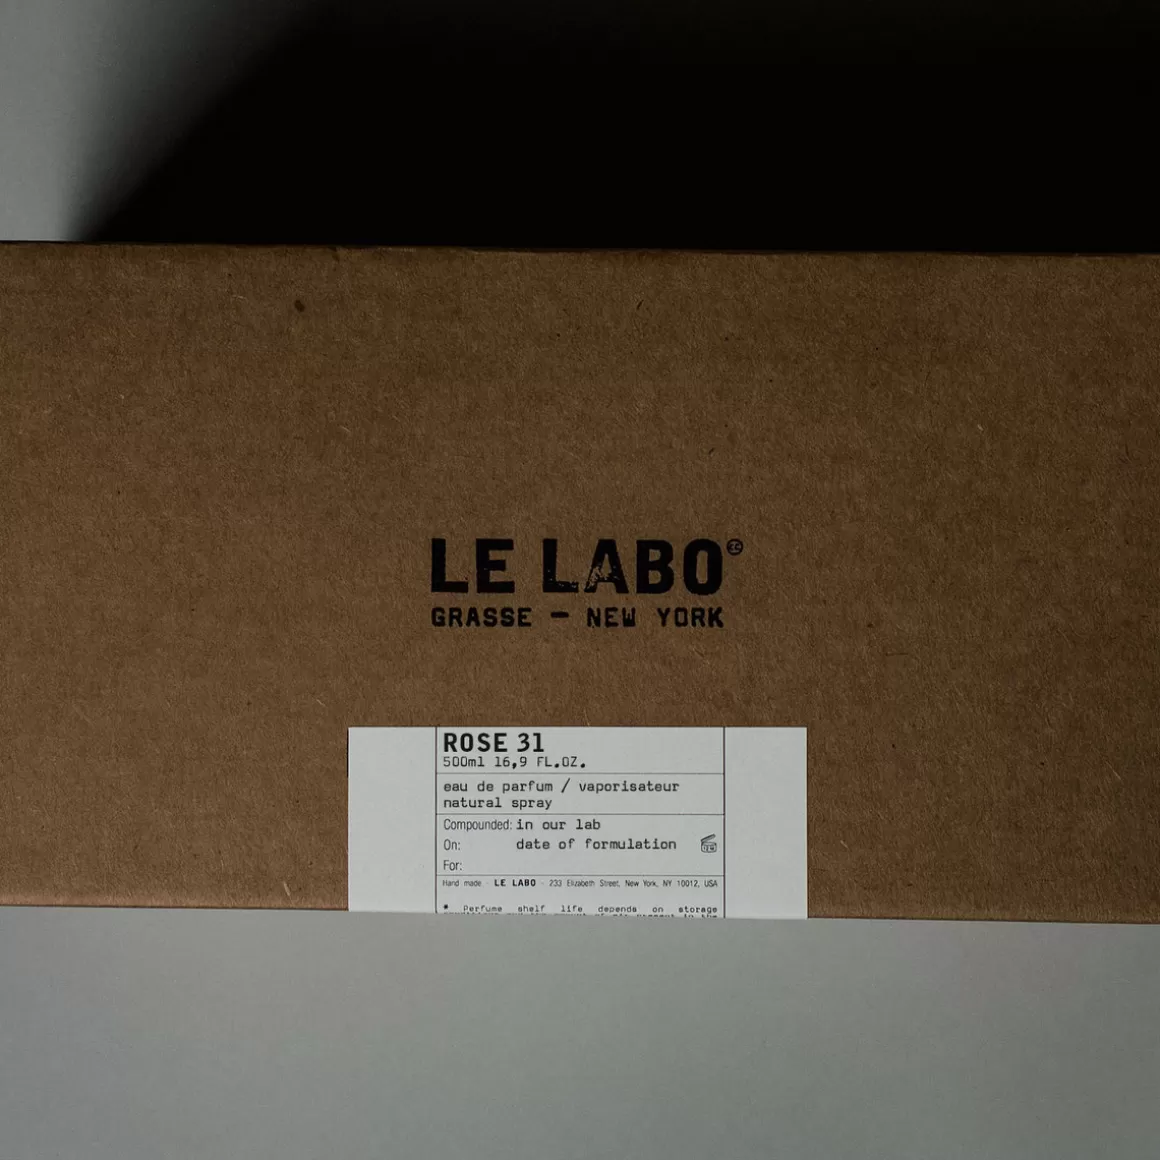 LE LABO
GRASSE — NEW YORK
ROSE 31
500ml 16,9 FL.OZ.
eau de parfum / vaporisateur
natural spray
Compounded: in our lab
On: date of formulation
For:
Hand made - LE LABO - 233 Elizabeth Street, New York, NY 10012, USA
* Perfume shelf life depends on storage